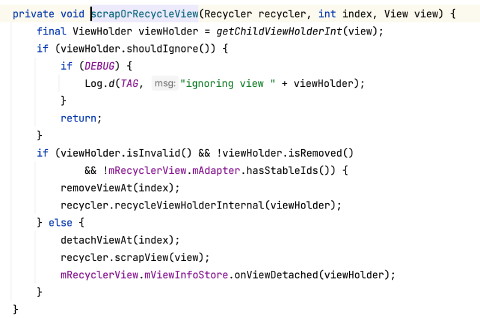 private void scrapOrRecycleView(Recycler recycler, int index, View view) {
    final ViewHolder viewHolder = getChildViewHolderInt(view);
    if (viewHolder.shouldIgnore()) {
        if (DEBUG) {
            Log.d(TAG, msg: "ignoring view " + viewHolder);
        }
        return;
    }
    if (viewHolder.isInvalid() && !viewHolder.isRemoved()
            && !mRecyclerView.mAdapter.hasStableIds()) {
        removeViewAt(index);
        recycler.recycleViewHolderInternal(viewHolder);
    } else {
        detachViewAt(index);
        recycler.scrapView(view);
        mRecyclerView.mViewInfoStore.onViewDetached(viewHolder);
    }
}